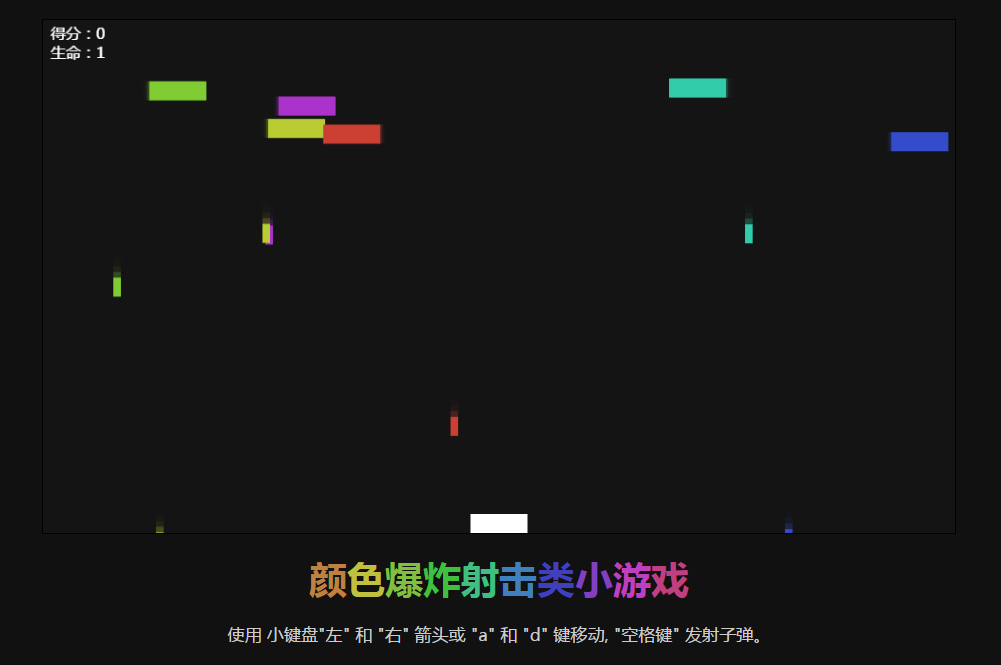 得分：0
生命：1
颜色爆炸射击类小游戏
使用 小键盘"左" 和 "右" 箭头或 "a" 和 "d" 键移动, "空格键" 发射子弹。